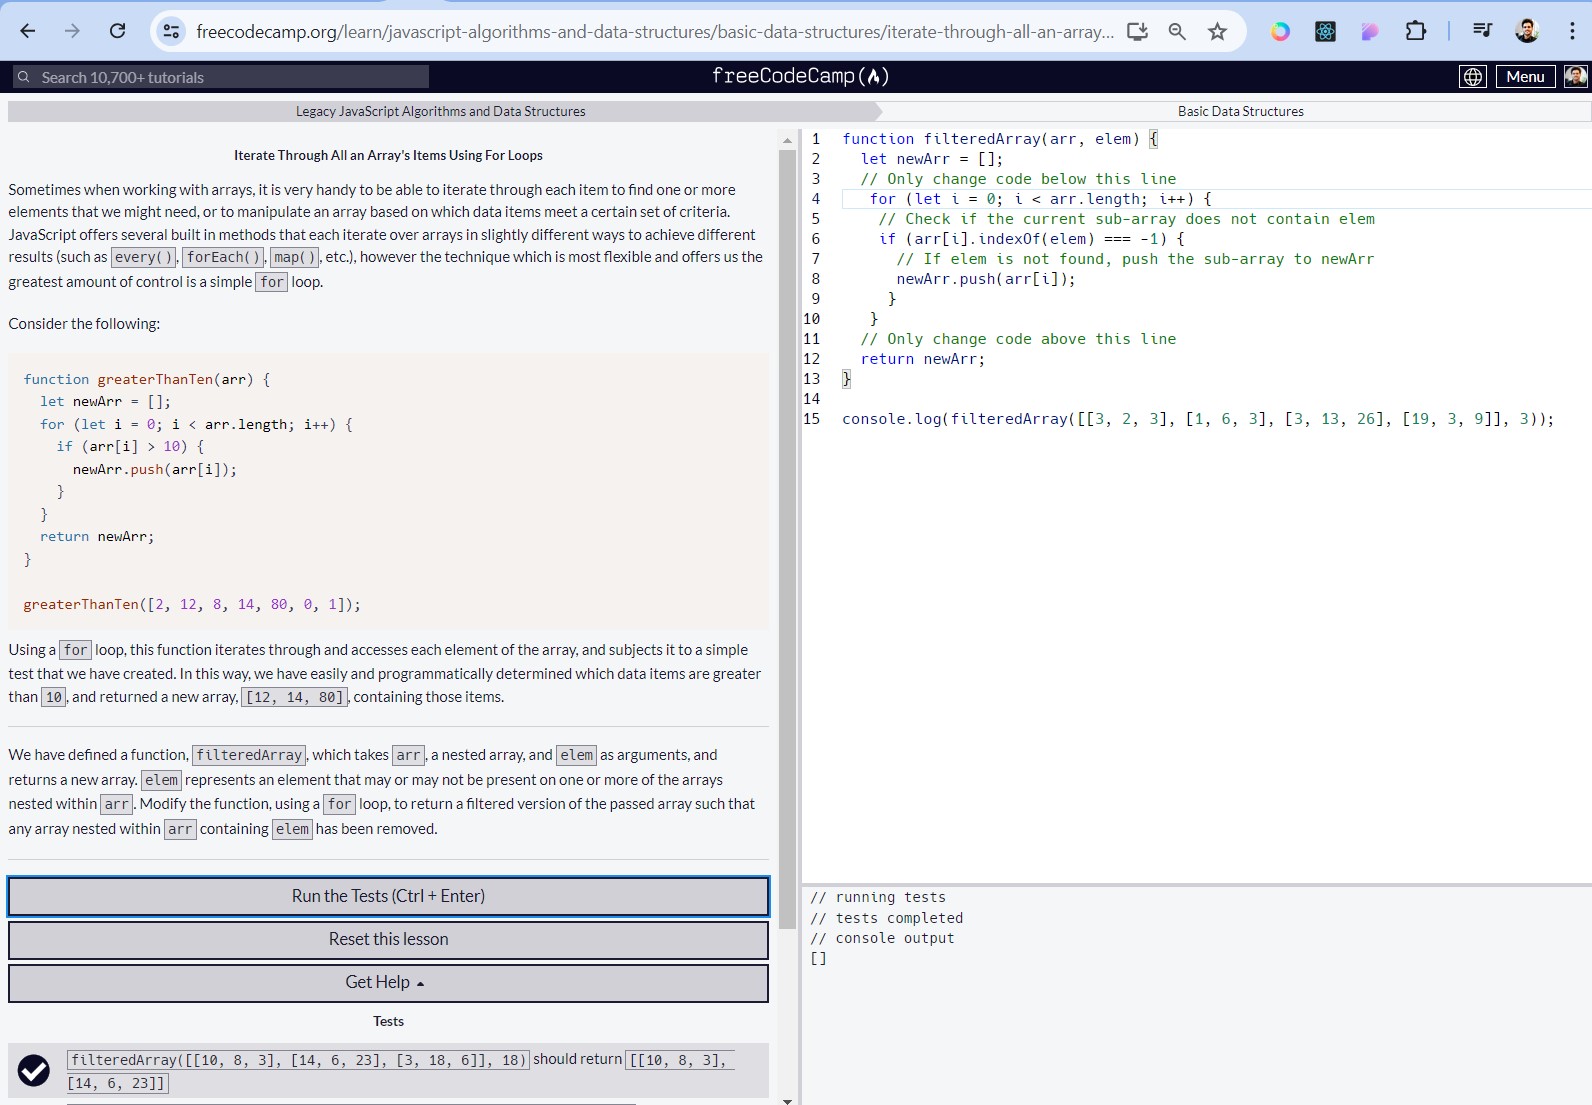 freecodecamp.org/learn/javascript-algorithms-and-data-structures/basic-data-structures/iterate-through-all-an-array...
Search 10,700+ tutorials
freeCodeCamp
Menu
Legacy JavaScript Algorithms and Data Structures
Basic Data Structures
Iterate Through All an Array's Items Using For Loops
Sometimes when working with arrays, it is very handy to be able to iterate through each item to find one or more
elements that we might need, or to manipulate an array based on which data items meet a certain set of criteria.
JavaScript offers several built in methods that each iterate over arrays in slightly different ways to achieve different
results (such as every(), forEach(), map(), etc.), however the technique which is most flexible and offers us the
greatest amount of control is a simple for loop.
Consider the following:
function greaterThanTen(arr) {
let newArr = [];
for (let i = 0; i < arr.length; i++) {
if (arr[i] > 10) {
newArr.push(arr[i]);
}
}
return newArr;
}
greaterThanTen([2, 12, 8, 14, 80, 0, 1]);
Using a for loop, this function iterates through and accesses each element of the array, and subjects it to a simple
test that we have created. In this way, we have easily and programmatically determined which data items are greater
than 10, and returned a new array, [12, 14, 80], containing those items.
We have defined a function, filteredArray, which takes arr, a nested array, and elem as arguments, and
returns a new array. elem represents an element that may or may not be present on one or more of the arrays
nested within arr. Modify the function, using a for loop, to return a filtered version of the passed array such that
any array nested within arr containing elem has been removed.
Run the Tests (Ctrl + Enter)
Reset this lesson
Get Help
Tests
filteredArray([[10, 8, 3], [14, 6, 23], [3, 18, 6]], 18) should return [[10, 8, 3],
[14, 6, 23]]
1 function filteredArray(arr, elem) {
2 let newArr = [];
3 // Only change code below this line
4 for (let i = 0; i < arr.length; i++) {
5 // Check if the current sub-array does not contain elem
6 if (arr[i].indexOf(elem) === -1) {
7 // If elem is not found, push the sub-array to newArr
8 newArr.push(arr[i]);
9 }
10 }
11 // Only change code above this line
12 return newArr;
13 }
14
15 console.log(filteredArray([[3, 2, 3], [1, 6, 3], [3, 13, 26], [19, 3, 9]], 3));
// running tests
// tests completed
// console output
[]